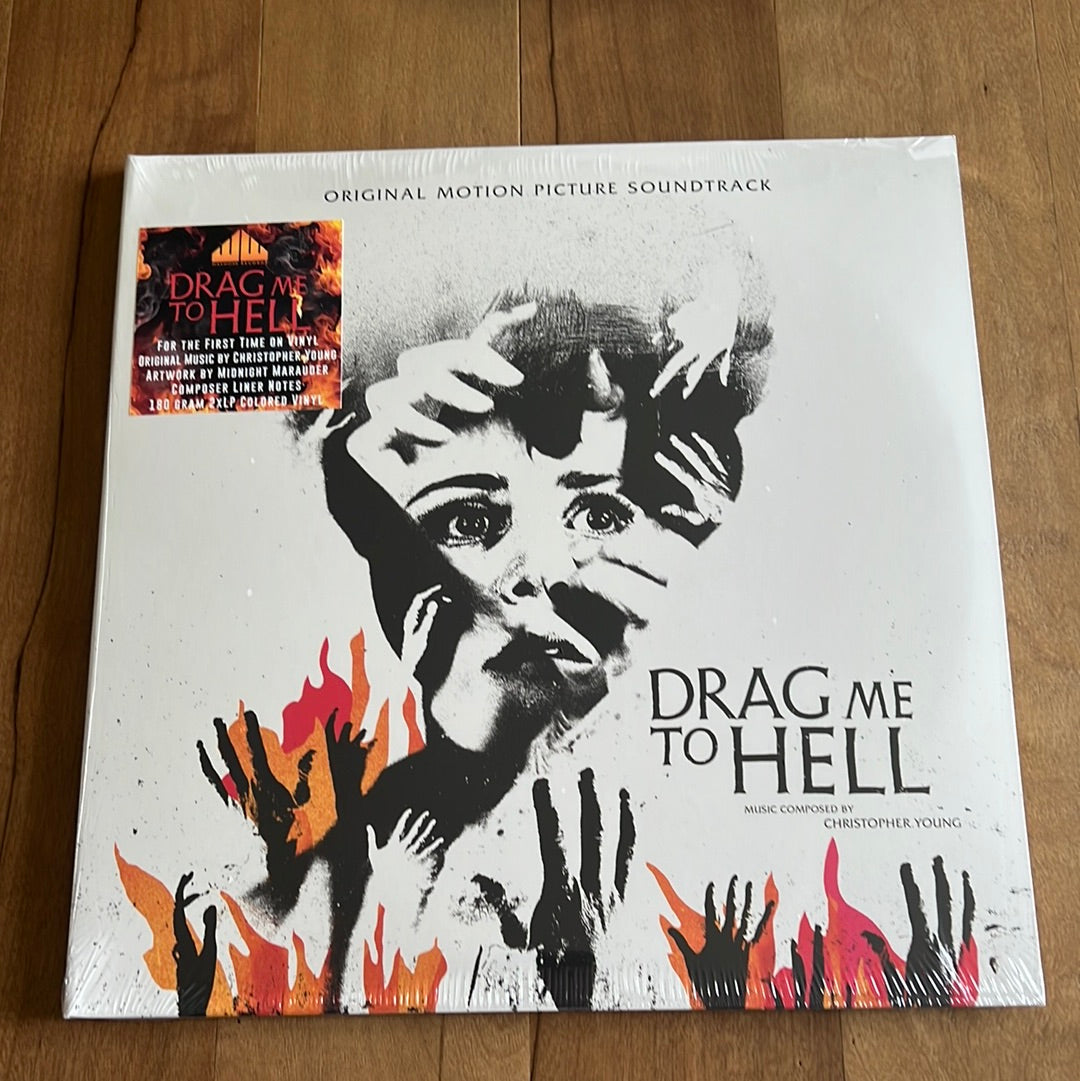 ORIGINAL MOTION PICTURE SOUNDTRACK
DRAG ME
TO HELL
FOR THE FIRST TIME ON VINYL
ORIGINAL MUSIC BY CHRISTOPHER YOUNG
ARTWORK BY MIDNIGHT MARAUDER
COMPOSER LINER NOTES
180 GRAM 2XLP COLORED VINYL
DRAG ME
TO HELL
MUSIC COMPOSED BY
CHRISTOPHER YOUNG